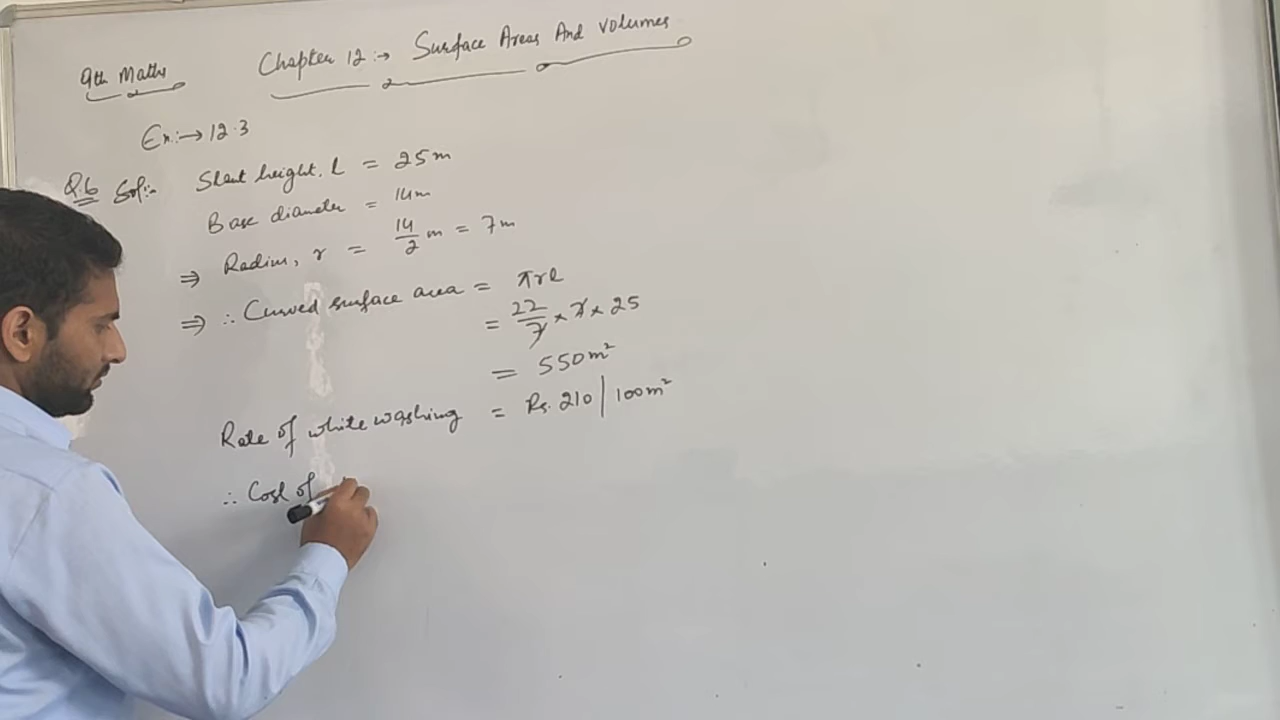 9th Maths
Chapter 12:→ Surface Areas And Volumes
Ex:→ 12.3
Q.6 Sol:- Slant height, l = 25m
Base diameter = 14m
⇒ Radius, r = 14/2 m = 7m
⇒ ∴ Curved surface area = πrl
= 22/7 × 7 × 25
= 550m²
Rate of white washing = Rs. 210 / 100m²
∴ Cost of